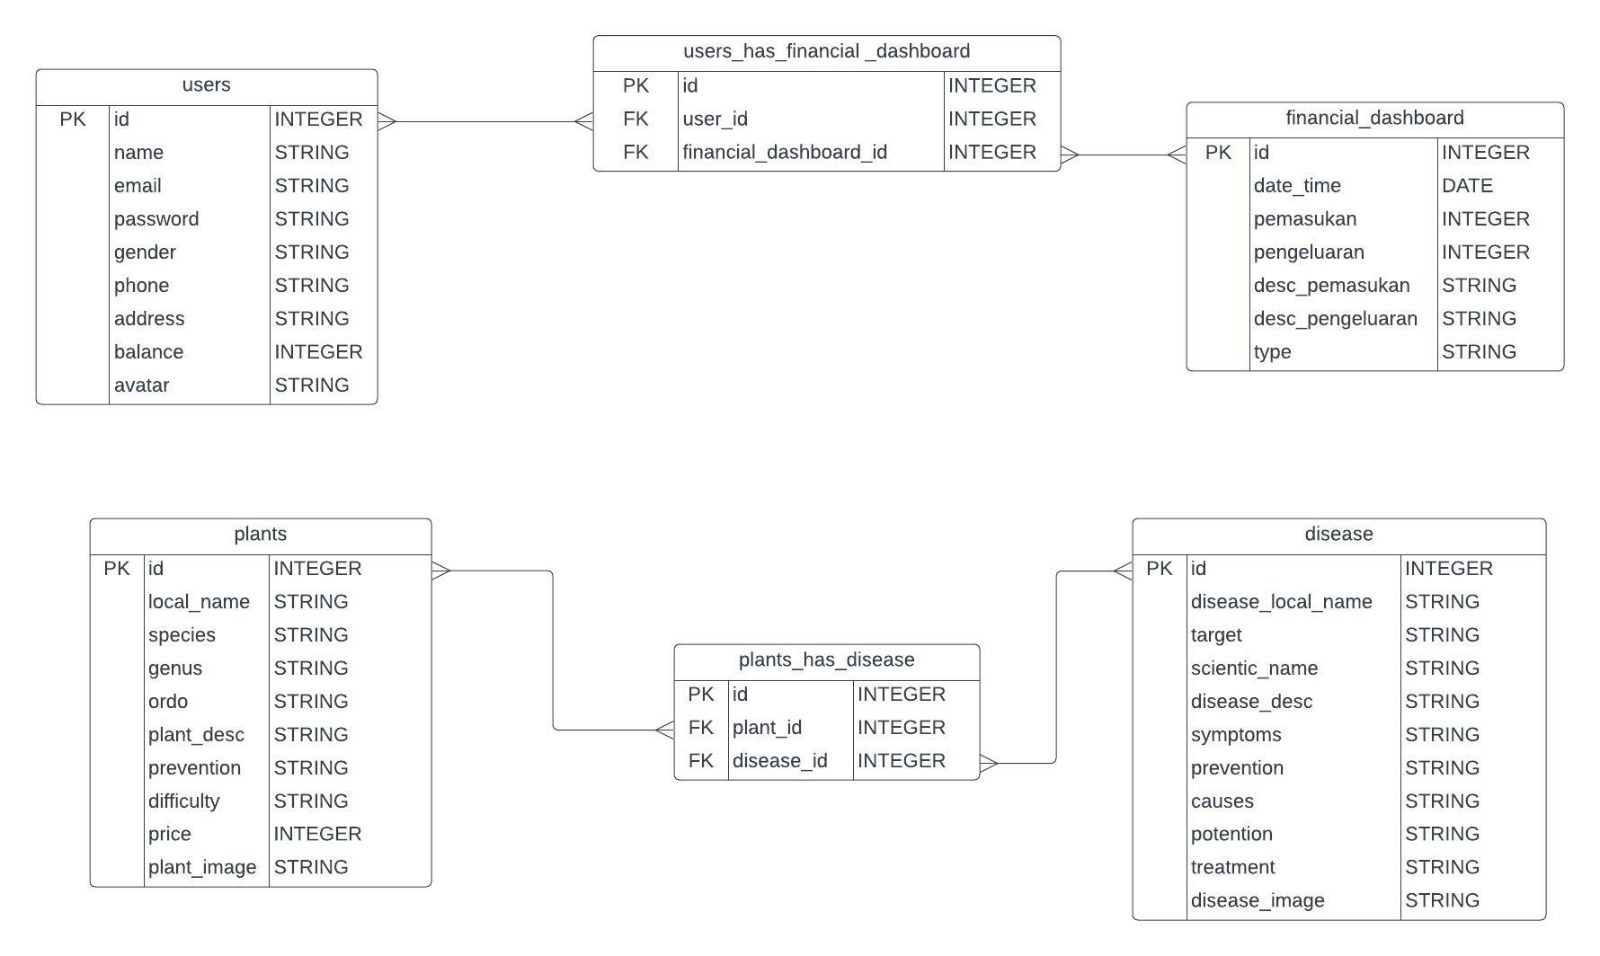 users
PK id INTEGER
name STRING
email STRING
password STRING
gender STRING
phone STRING
address STRING
balance INTEGER
avatar STRING
users_has_financial _dashboard
PK id INTEGER
FK user_id INTEGER
FK financial_dashboard_id INTEGER
financial_dashboard
PK id INTEGER
date_time DATE
pemasukan INTEGER
pengeluaran INTEGER
desc_pemasukan STRING
desc_pengeluaran STRING
type STRING
plants
PK id INTEGER
local_name STRING
species STRING
genus STRING
ordo STRING
plant_desc STRING
prevention STRING
difficulty STRING
price INTEGER
plant_image STRING
plants_has_disease
PK id INTEGER
FK plant_id INTEGER
FK disease_id INTEGER
disease
PK id INTEGER
disease_local_name STRING
target STRING
scientic_name STRING
disease_desc STRING
symptoms STRING
prevention STRING
causes STRING
potention STRING
treatment STRING
disease_image STRING